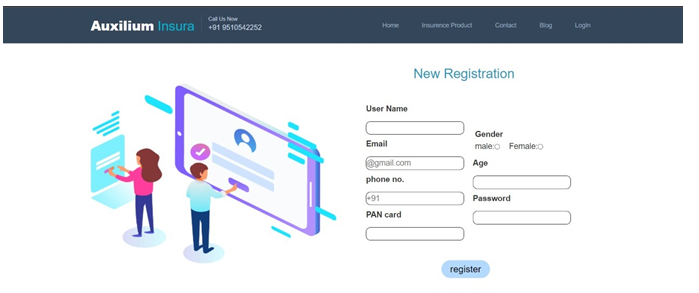 Auxilium Insura
Call Us Now
+91 9510542252
Home
Insurence Product
Contact
Blog
LogIn
New Registration
User Name
Gender
male: Female:
Email
@gmail.com
Age
phone no.
+91
Password
PAN card
register